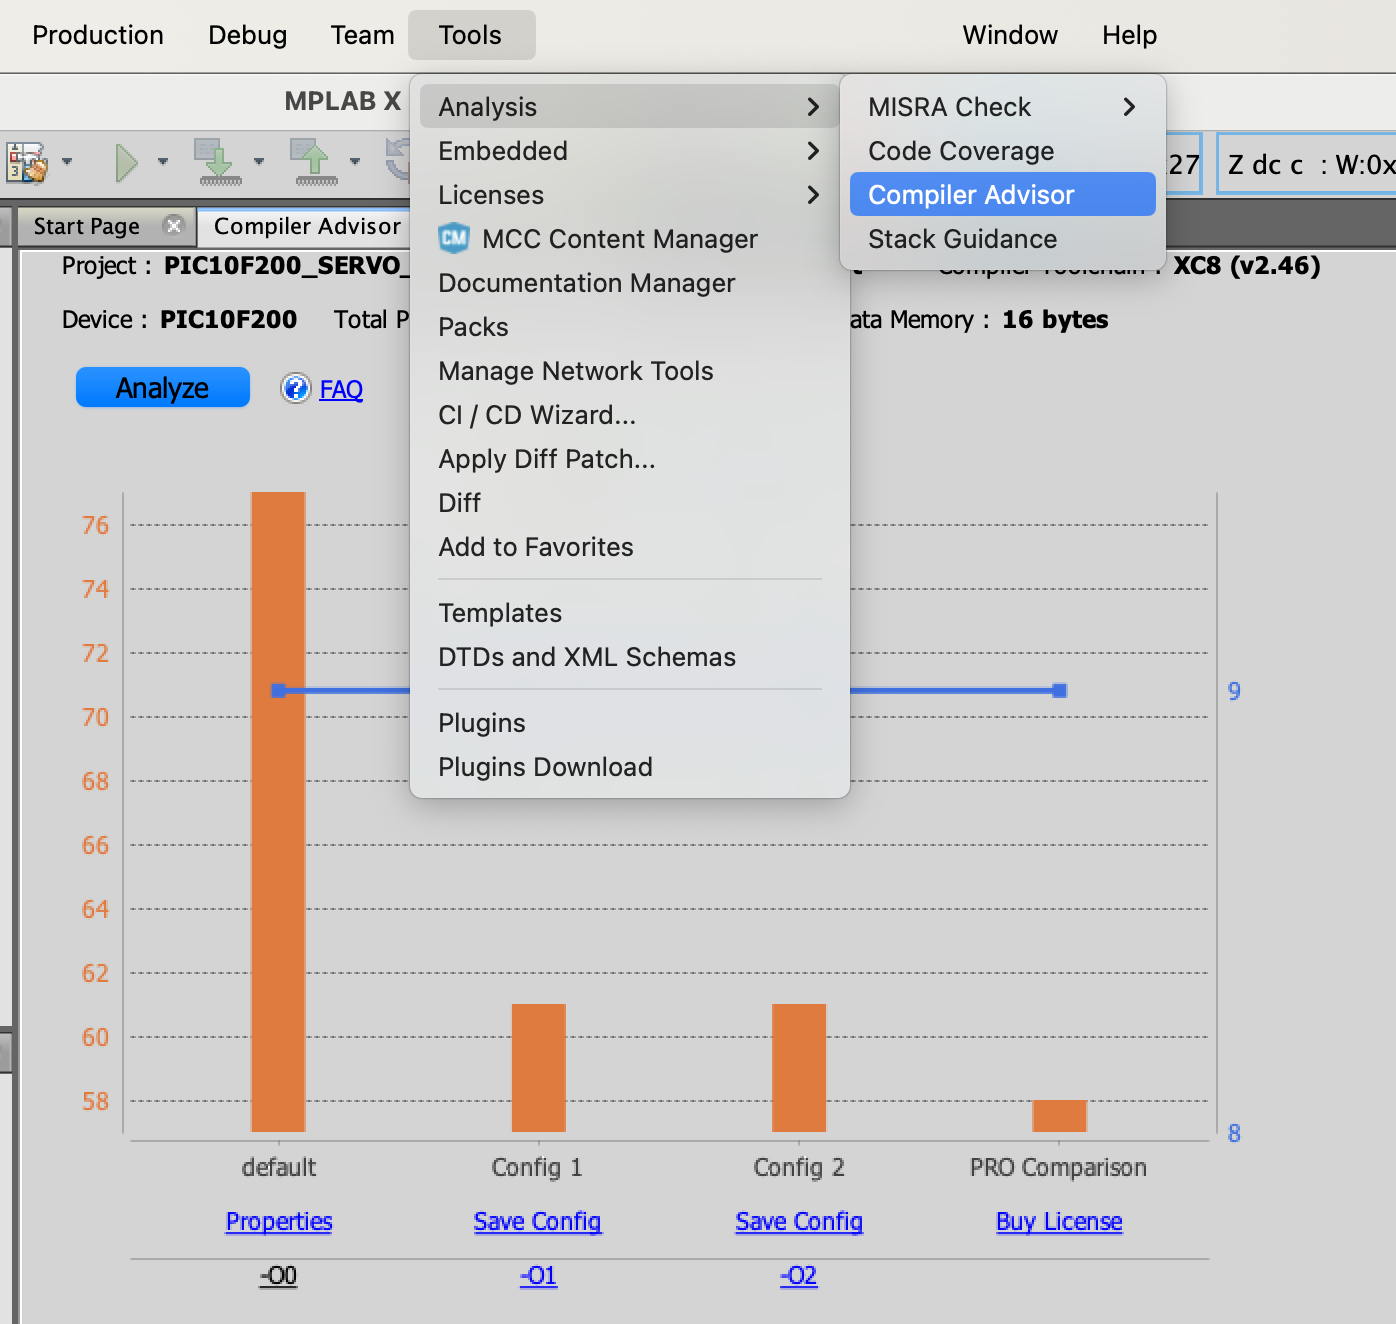 Production Debug Team Tools Window Help
MPLAB X
Analysis
Embedded
Licenses
MCC Content Manager
Documentation Manager
Packs
Manage Network Tools
CI / CD Wizard...
Apply Diff Patch...
Diff
Add to Favorites
Templates
DTDs and XML Schemas
Plugins
Plugins Download
MISRA Check
Code Coverage
Compiler Advisor
Stack Guidance
27 Z dc c : W:0x
Start Page Compiler Advisor
Project : PIC10F200_SERVO_ Compiler Toolchain : XC8 (v2.46)
Device : PIC10F200 Total P ata Memory : 16 bytes
Analyze FAQ
76
74
72
70
68
66
64
62
60
58
9
8
default Config 1 Config 2 PRO Comparison
Properties Save Config Save Config Buy License
-O0 -O1 -O2